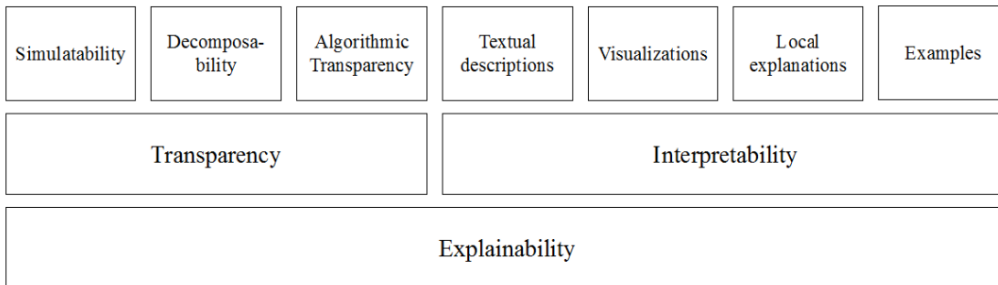 Simulatability
Decomposa-
bility
Algorithmic
Transparency
Textual
descriptions
Visualizations
Local
explanations
Examples
Transparency
Interpretability
Explainability